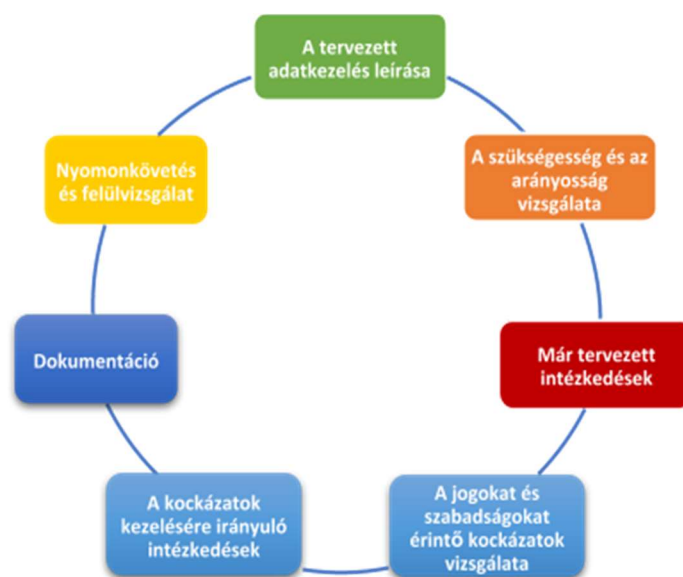 A tervezett
adatkezelés leírása
A szükségesség és az
arányosság
vizsgálata
Már tervezett
intézkedések
A jogokat és
szabadságokat
érintő kockázatok
vizsgálata
A kockázatok
kezelésére irányuló
intézkedések
Dokumentáció
Nyomonkövetés
és felülvizsgálat